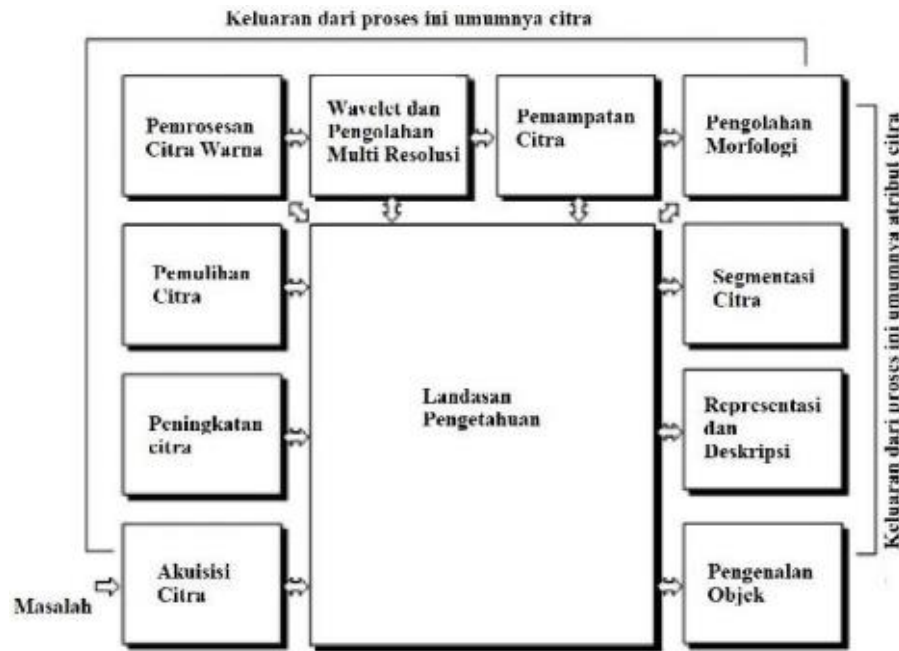 Keluaran dari proses ini umumnya citra
Pemrosesan
Citra Warna
Wavelet dan
Pengolahan
Multi Resolusi
Pemampatan
Citra
Pengolahan
Morfologi
Keluaran dari proses ini umumnya atribut citra
Pemulihan
Citra
Segmentasi
Citra
Landasan
Pengetahuan
Peningkatan
citra
Representasi
dan
Deskripsi
Akuisisi
Citra
Pengenalan
Objek
Masalah